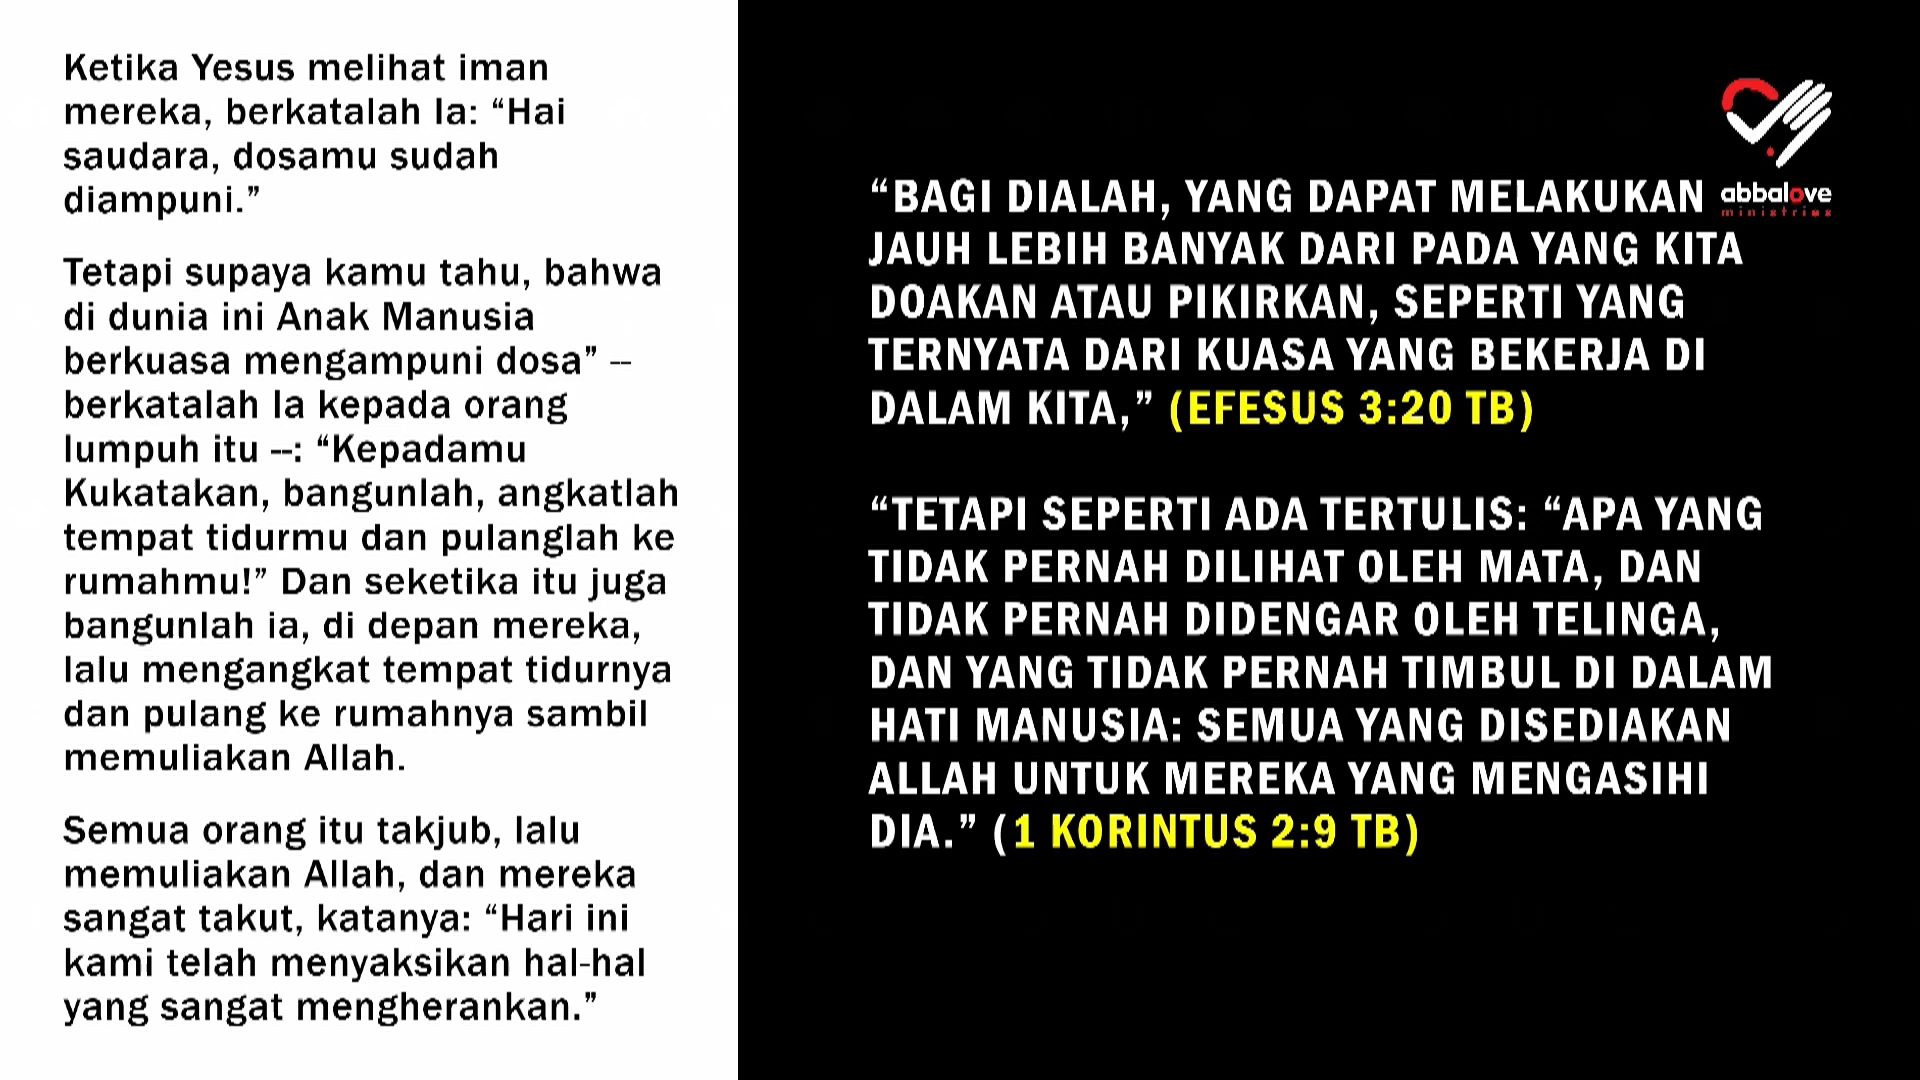 Ketika Yesus melihat iman
mereka, berkatalah Ia: “Hai
saudara, dosamu sudah
diampuni.”
Tetapi supaya kamu tahu, bahwa
di dunia ini Anak Manusia
berkuasa mengampuni dosa” --
berkatalah Ia kepada orang
lumpuh itu --: “Kepadamu
Kukatakan, bangunlah, angkatlah
tempat tidurmu dan pulanglah ke
rumahmu!” Dan seketika itu juga
bangunlah ia, di depan mereka,
lalu mengangkat tempat tidurnya
dan pulang ke rumahnya sambil
memuliakan Allah.
Semua orang itu takjub, lalu
memuliakan Allah, dan mereka
sangat takut, katanya: “Hari ini
kami telah menyaksikan hal-hal
yang sangat mengherankan.”
abbalove
ministries
“BAGI DIALAH, YANG DAPAT MELAKUKAN
JAUH LEBIH BANYAK DARI PADA YANG KITA
DOAKAN ATAU PIKIRKAN, SEPERTI YANG
TERNYATA DARI KUASA YANG BEKERJA DI
DALAM KITA,” (EFESUS 3:20 TB)
“TETAPI SEPERTI ADA TERTULIS: “APA YANG
TIDAK PERNAH DILIHAT OLEH MATA, DAN
TIDAK PERNAH DIDENGAR OLEH TELINGA,
DAN YANG TIDAK PERNAH TIMBUL DI DALAM
HATI MANUSIA: SEMUA YANG DISEDIAKAN
ALLAH UNTUK MEREKA YANG MENGASIHI
DIA.” (1 KORINTUS 2:9 TB)